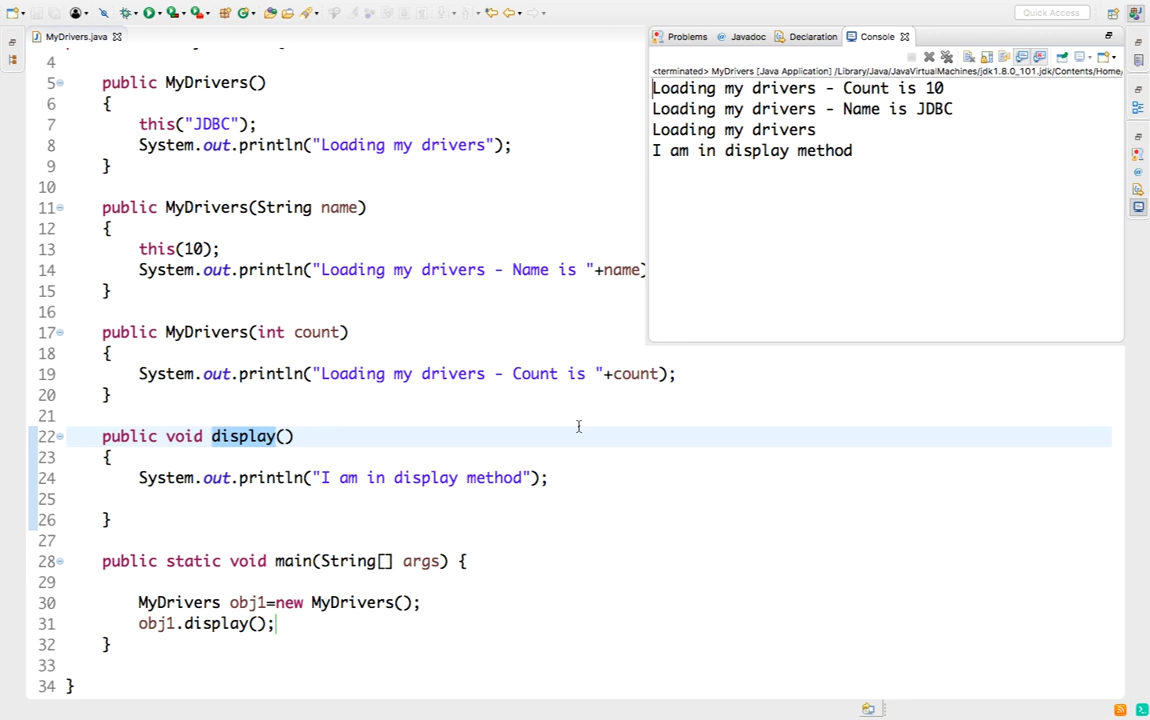 Quick Access
MyDrivers.java
4
5 public MyDrivers()
6 {
7 this("JDBC");
8 System.out.println("Loading my drivers");
9 }
10
11 public MyDrivers(String name)
12 {
13 this(10);
14 System.out.println("Loading my drivers - Name is "+name)
15 }
16
17 public MyDrivers(int count)
18 {
19 System.out.println("Loading my drivers - Count is "+count);
20 }
21
22 public void display()
23 {
24 System.out.println("I am in display method");
25
26 }
27
28 public static void main(String[] args) {
29
30 MyDrivers obj1=new MyDrivers();
31 obj1.display();
32 }
33
34 }
Problems @ Javadoc Declaration Console
<terminated> MyDrivers [Java Application] /Library/Java/JavaVirtualMachines/jdk1.8.0_101.jdk/Contents/Home/
Loading my drivers - Count is 10
Loading my drivers - Name is JDBC
Loading my drivers
I am in display method